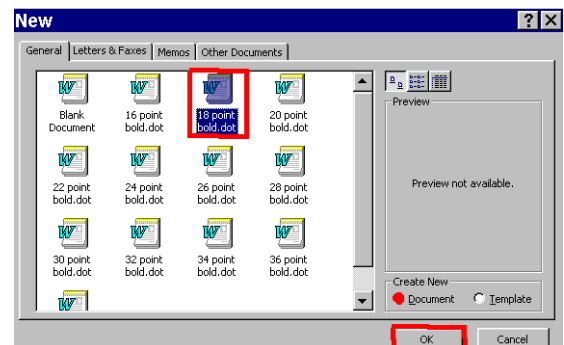 New
General Letters & Faxes Memos Other Documents
Blank Document
16 point bold.dot
18 point bold.dot
20 point bold.dot
22 point bold.dot
24 point bold.dot
26 point bold.dot
28 point bold.dot
30 point bold.dot
32 point bold.dot
34 point bold.dot
36 point bold.dot
Preview
Preview not available.
Create New
Document Template
OK Cancel